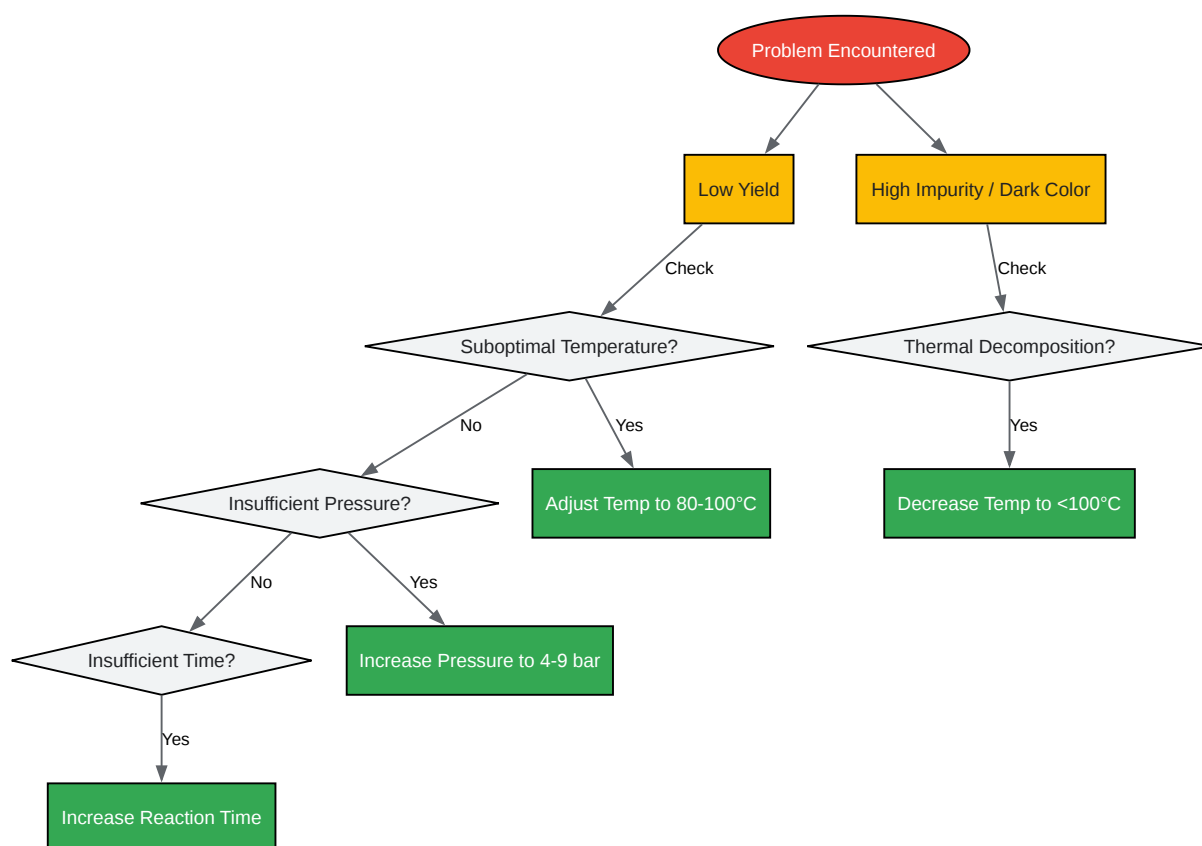 Problem Encountered
Low Yield
High Impurity / Dark Color
Check
Check
Suboptimal Temperature?
Thermal Decomposition?
No
Yes
Yes
Insufficient Pressure?
Adjust Temp to 80-100°C
Decrease Temp to <100°C
No
Yes
Insufficient Time?
Increase Pressure to 4-9 bar
Yes
Increase Reaction Time